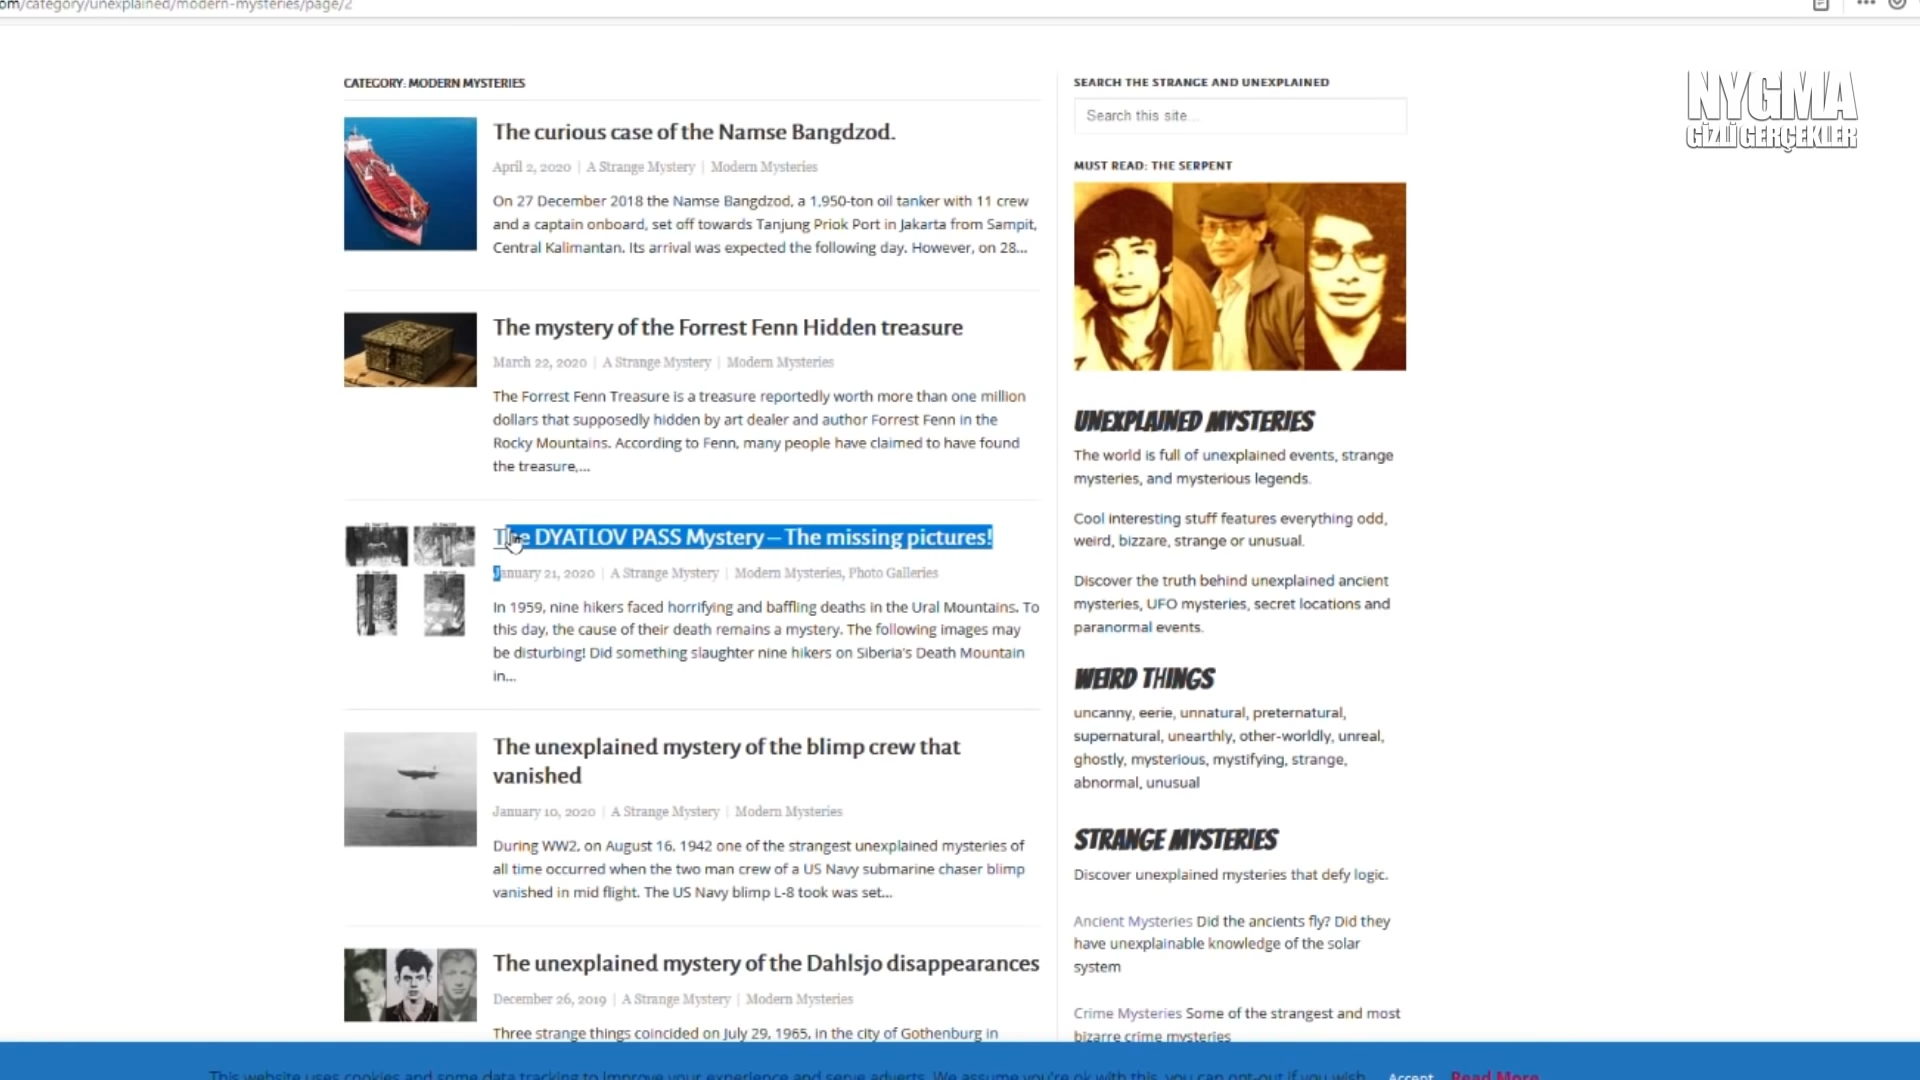 om/category/unexplained/modern-mysteries/page/2
NYGMA
GİZLİ GERÇEKLER
CATEGORY: MODERN MYSTERIES
The curious case of the Namse Bangdzod.
April 2, 2020 | A Strange Mystery | Modern Mysteries
On 27 December 2018 the Namse Bangdzod, a 1,950-ton oil tanker with 11 crew
and a captain onboard, set off towards Tanjung Priok Port in Jakarta from Sampit,
Central Kalimantan. Its arrival was expected the following day. However, on 28...
The mystery of the Forrest Fenn Hidden treasure
March 22, 2020 | A Strange Mystery | Modern Mysteries
The Forrest Fenn Treasure is a treasure reportedly worth more than one million
dollars that supposedly hidden by art dealer and author Forrest Fenn in the
Rocky Mountains. According to Fenn, many people have claimed to have found
the treasure,...
The DYATLOV PASS Mystery – The missing pictures!
January 21, 2020 | A Strange Mystery | Modern Mysteries, Photo Galleries
In 1959, nine hikers faced horrifying and baffling deaths in the Ural Mountains. To
this day, the cause of their death remains a mystery. The following images may
be disturbing! Did something slaughter nine hikers on Siberia's Death Mountain
in...
The unexplained mystery of the blimp crew that
vanished
January 10, 2020 | A Strange Mystery | Modern Mysteries
During WW2, on August 16, 1942 one of the strangest unexplained mysteries of
all time occurred when the two man crew of a US Navy submarine chaser blimp
vanished in mid flight. The US Navy blimp L-8 took was set...
The unexplained mystery of the Dahlsjo disappearances
December 26, 2019 | A Strange Mystery | Modern Mysteries
Three strange things coincided on July 29, 1965, in the city of Gothenburg in
SEARCH THE STRANGE AND UNEXPLAINED
Search this site...
MUST READ: THE SERPENT
UNEXPLAINED MYSTERIES
The world is full of unexplained events, strange
mysteries, and mysterious legends.
Cool interesting stuff features everything odd,
weird, bizzare, strange or unusual.
Discover the truth behind unexplained ancient
mysteries, UFO mysteries, secret locations and
paranormal events.
WEIRD THINGS
uncanny, eerie, unnatural, preternatural,
supernatural, unearthly, other-worldly, unreal,
ghostly, mysterious, mystifying, strange,
abnormal, unusual
STRANGE MYSTERIES
Discover unexplained mysteries that defy logic.
Ancient Mysteries Did the ancients fly? Did they
have unexplainable knowledge of the solar
system
Crime Mysteries Some of the strangest and most
bizarre crime mysteries
This website uses cookies and some data tracking to improve your experience and serve adverts. We assume you're ok with this, you can opt-out if you wish. Accept Read More